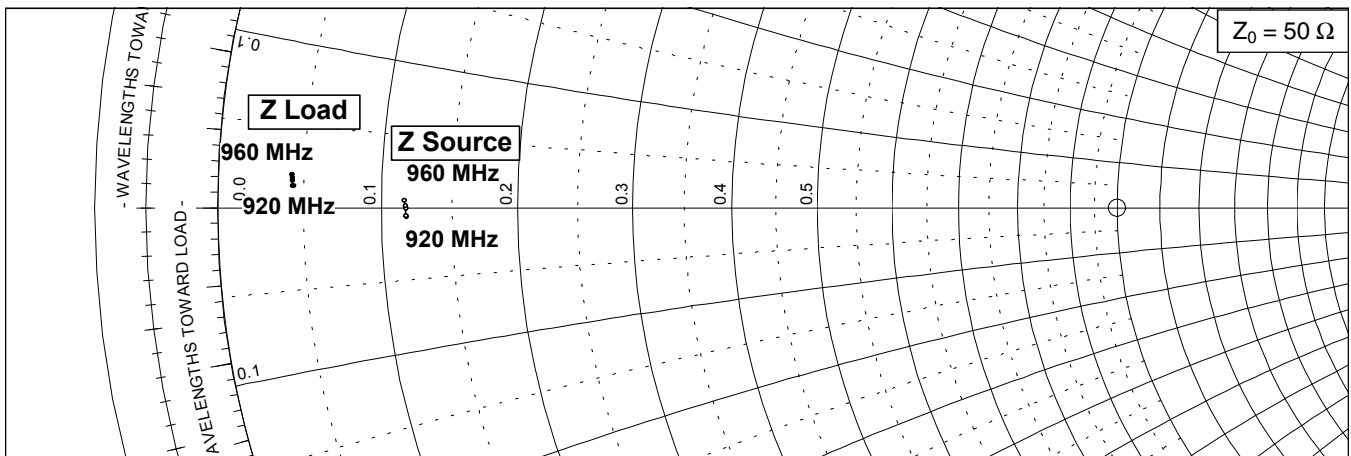 Z₀ = 50 Ω
- WAVELENGTHS TOWA
AVELENGTHS TOWARD LOAD -
0.1
Z Load
960 MHz
920 MHz
Z Source
960 MHz
920 MHz
0.0
0.1
0.2
0.3
0.4
0.5
0.1